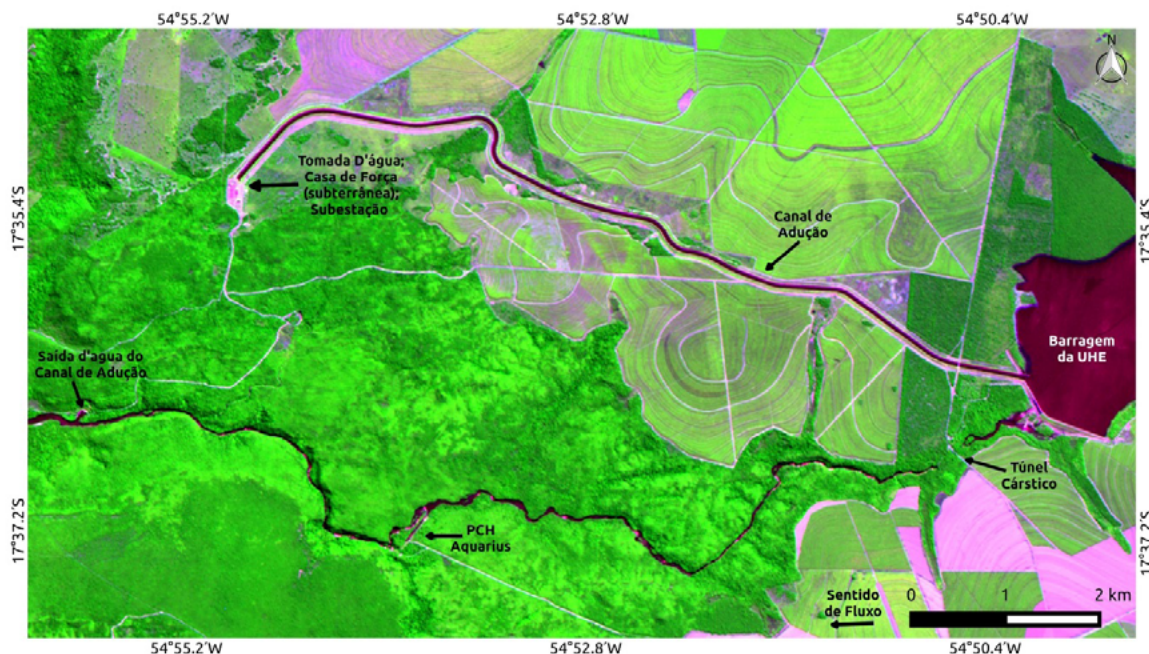 54°55.2'W
54°52.8'W
54°50.4'W
N
Tomada D'água;
Casa de Força
(subterrânea);
Subestação
17°35.4'S
17°35.4'S
Canal de
Adução
Barragem
da UHE
Saída d'agua do
Canal de Adução
Túnel
Cárstico
PCH
Aquarius
17°37.2'S
17°37.2'S
Sentido
de Fluxo
0 1 2 km
54°55.2'W
54°52.8'W
54°50.4'W